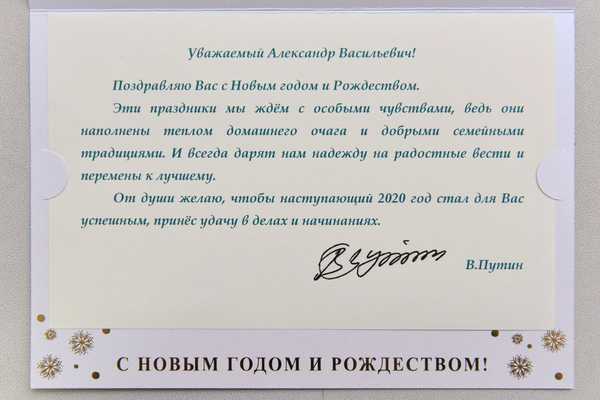 Уважаемый Александр Васильевич!
Поздравляю Вас с Новым годом и Рождеством.
Эти праздники мы ждём с особыми чувствами, ведь они
наполнены теплом домашнего очага и добрыми семейными
традициями. И всегда дарят нам надежду на радостные вести и
перемены к лучшему.
От души желаю, чтобы наступающий 2020 год стал для Вас
успешным, принёс удачу в делах и начинаниях.
В.Путин
С НОВЫМ ГОДОМ И РОЖДЕСТВОМ!